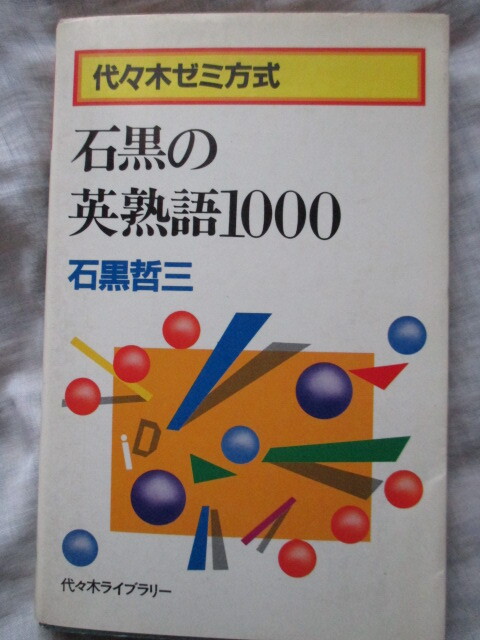 代々木ゼミ方式
石黒の
英熟語1000
石黒哲三
iD
代々木ライブラリー